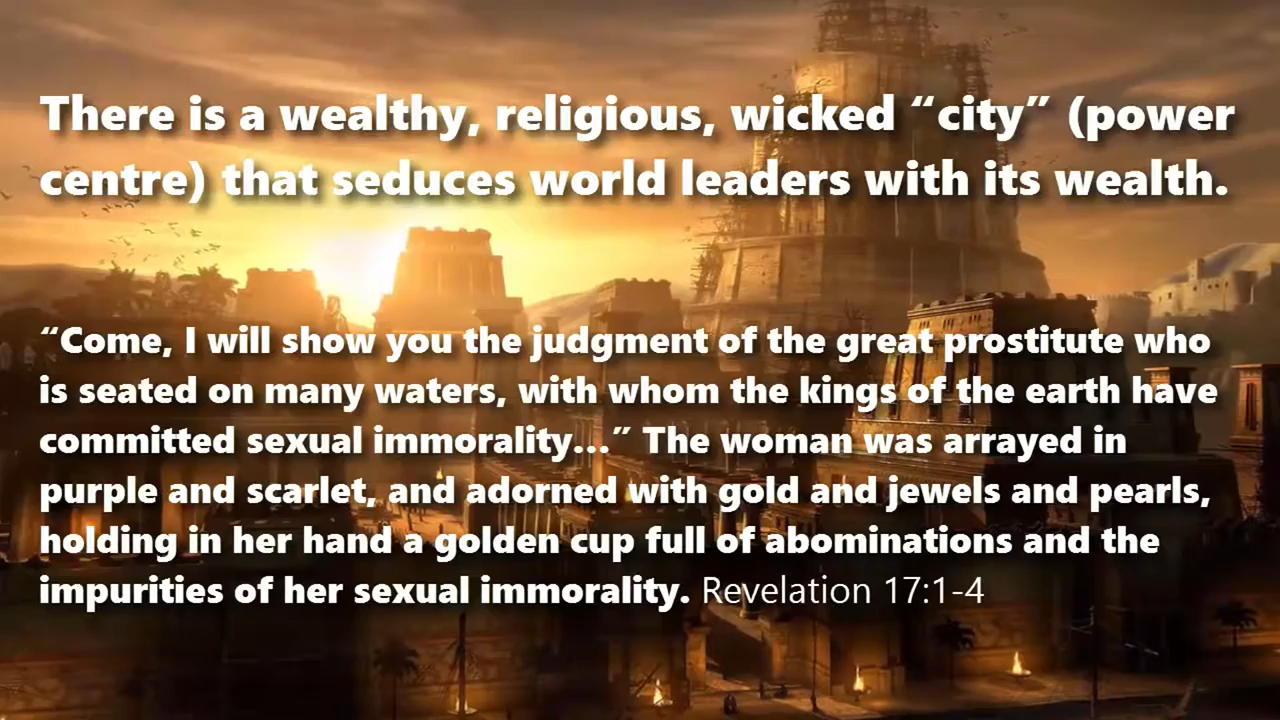 There is a wealthy, religious, wicked “city” (power
centre) that seduces world leaders with its wealth.
“Come, I will show you the judgment of the great prostitute who
is seated on many waters, with whom the kings of the earth have
committed sexual immorality...” The woman was arrayed in
purple and scarlet, and adorned with gold and jewels and pearls,
holding in her hand a golden cup full of abominations and the
impurities of her sexual immorality. Revelation 17:1-4